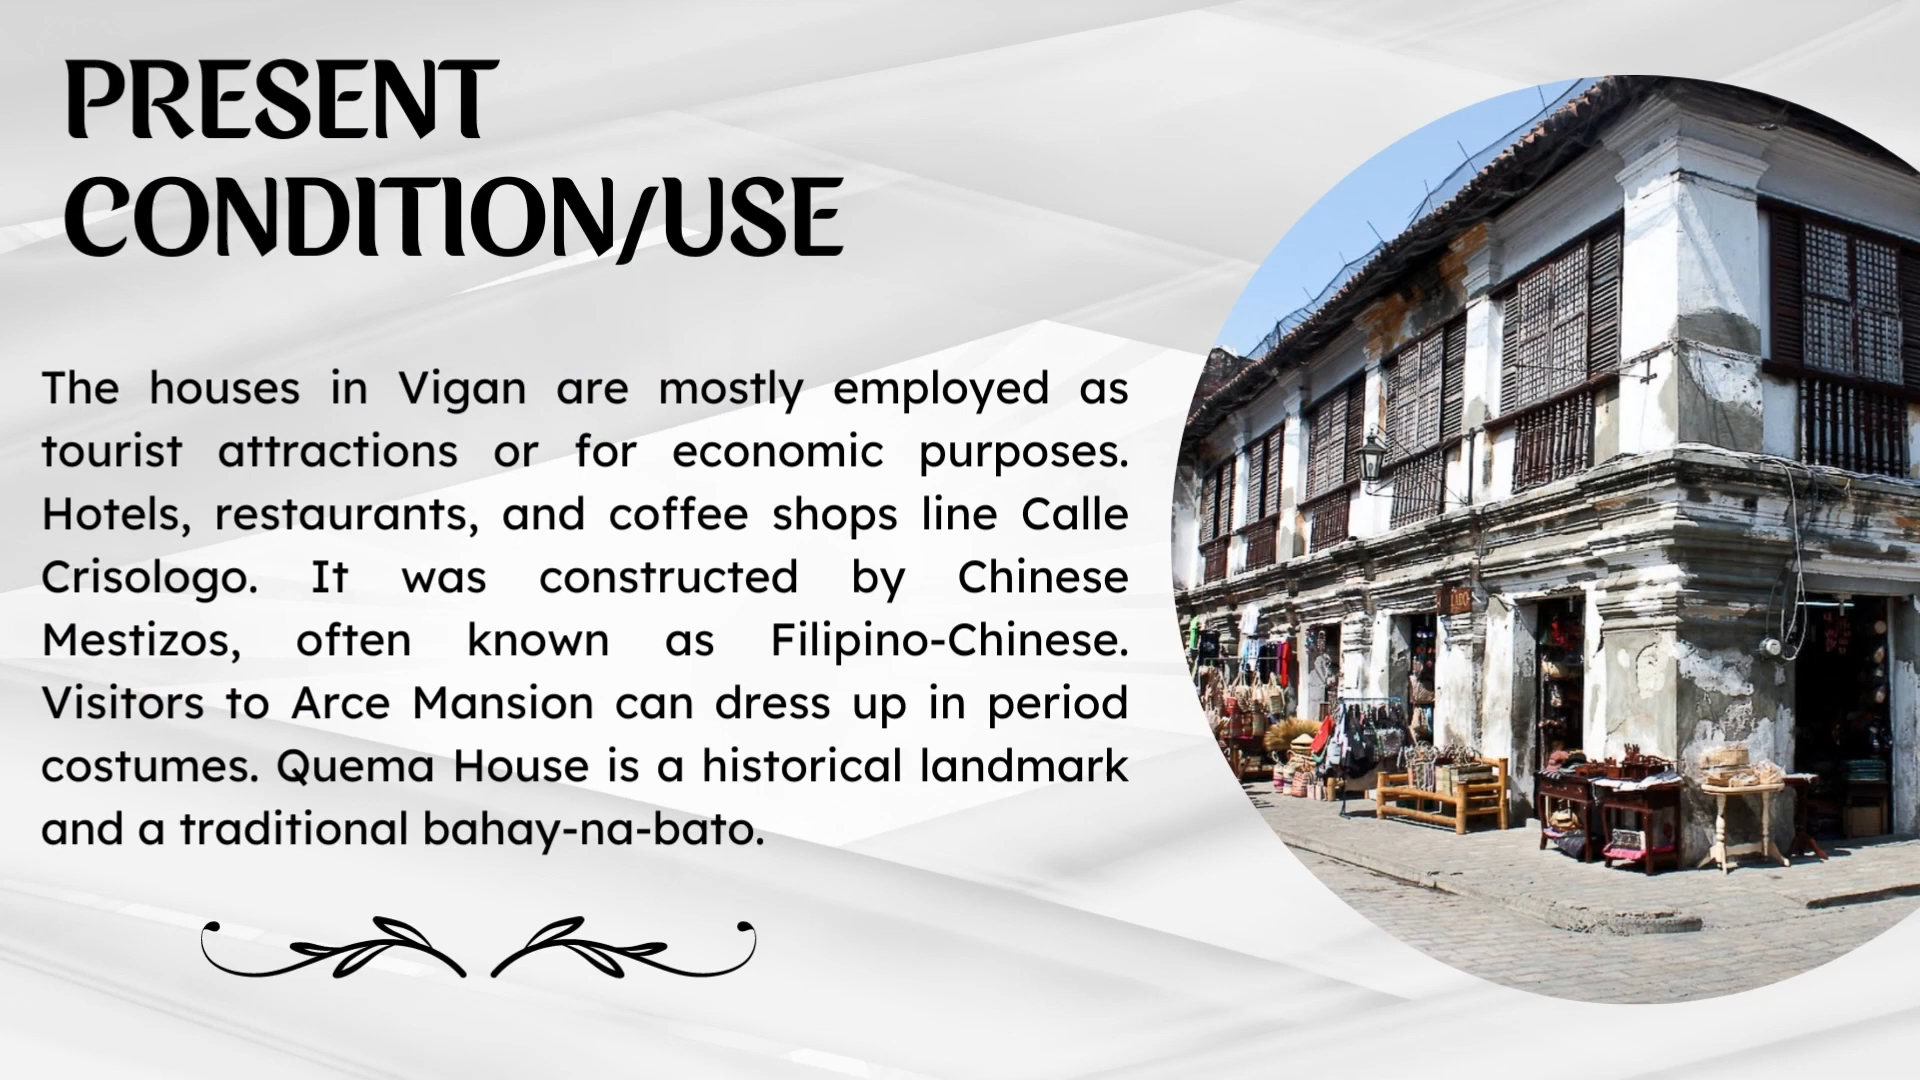 PRESENT
CONDITION/USE
The houses in Vigan are mostly employed as
tourist attractions or for economic purposes.
Hotels, restaurants, and coffee shops line Calle
Crisologo. It was constructed by Chinese
Mestizos, often known as Filipino-Chinese.
Visitors to Arce Mansion can dress up in period
costumes. Quema House is a historical landmark
and a traditional bahay-na-bato.